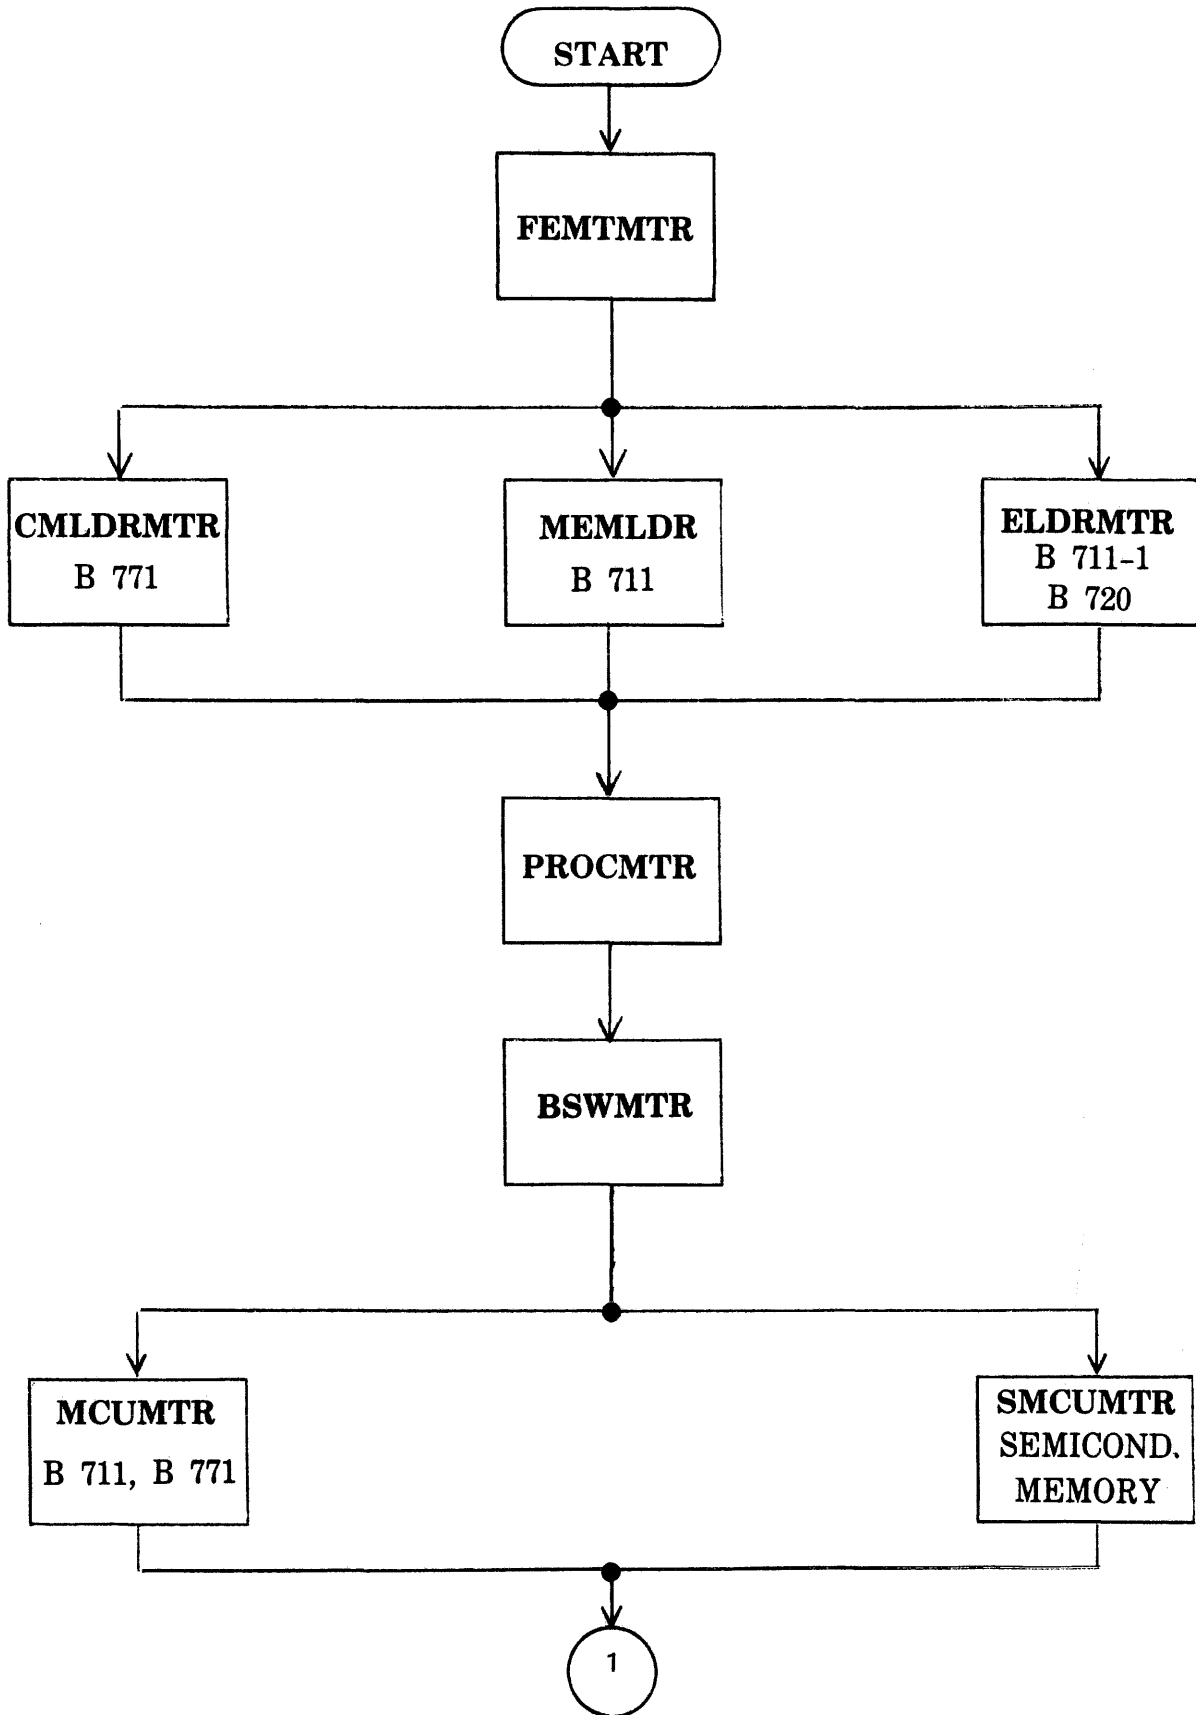 START
FEMTMTR
CMLDRMTR
B 771
MEMLDR
B 711
ELDRMTR
B 711-1
B 720
PROCMTR
BSWMTR
MCUMTR
B 711, B 771
SMCUMTR
SEMICOND.
MEMORY
1